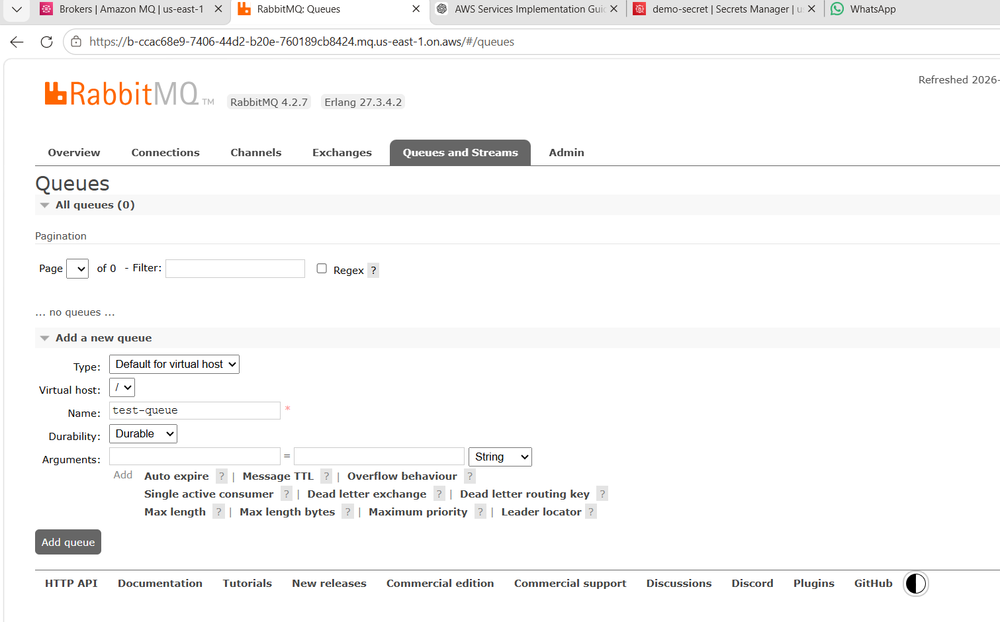 Brokers | Amazon MQ | us-east-1
RabbitMQ: Queues
AWS Services Implementation Gui
demo-secret | Secrets Manager | u
WhatsApp
https://b-ccac68e9-7406-44d2-b20e-760189cb8424.mq.us-east-1.on.aws/#/queues
Refreshed 2026-
RabbitMQ TM
RabbitMQ 4.2.7
Erlang 27.3.4.2
Overview
Connections
Channels
Exchanges
Queues and Streams
Admin
Queues
All queues (0)
Pagination
Page of 0 - Filter: Regex ?
... no queues ...
Add a new queue
Type: Default for virtual host
Virtual host: /
Name: test-queue *
Durability: Durable
Arguments: = String
Add Auto expire ? | Message TTL ? | Overflow behaviour ?
Single active consumer ? | Dead letter exchange ? | Dead letter routing key ?
Max length ? | Max length bytes ? | Maximum priority ? | Leader locator ?
Add queue
HTTP API
Documentation
Tutorials
New releases
Commercial edition
Commercial support
Discussions
Discord
Plugins
GitHub